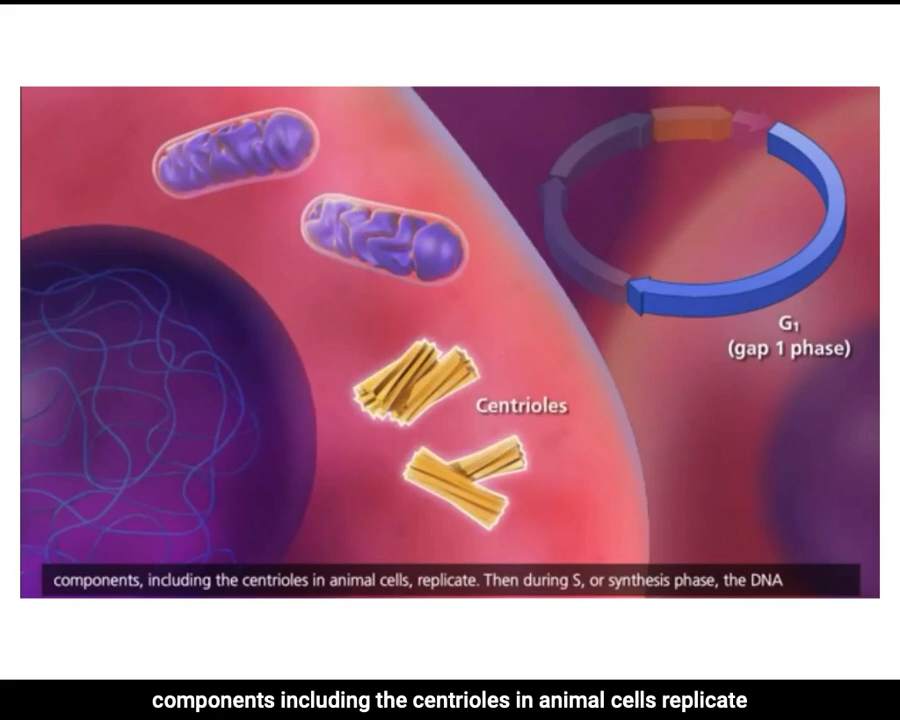 G₁
(gap 1 phase)
Centrioles
components, including the centrioles in animal cells, replicate. Then during S, or synthesis phase, the DNA
components including the centrioles in animal cells replicate